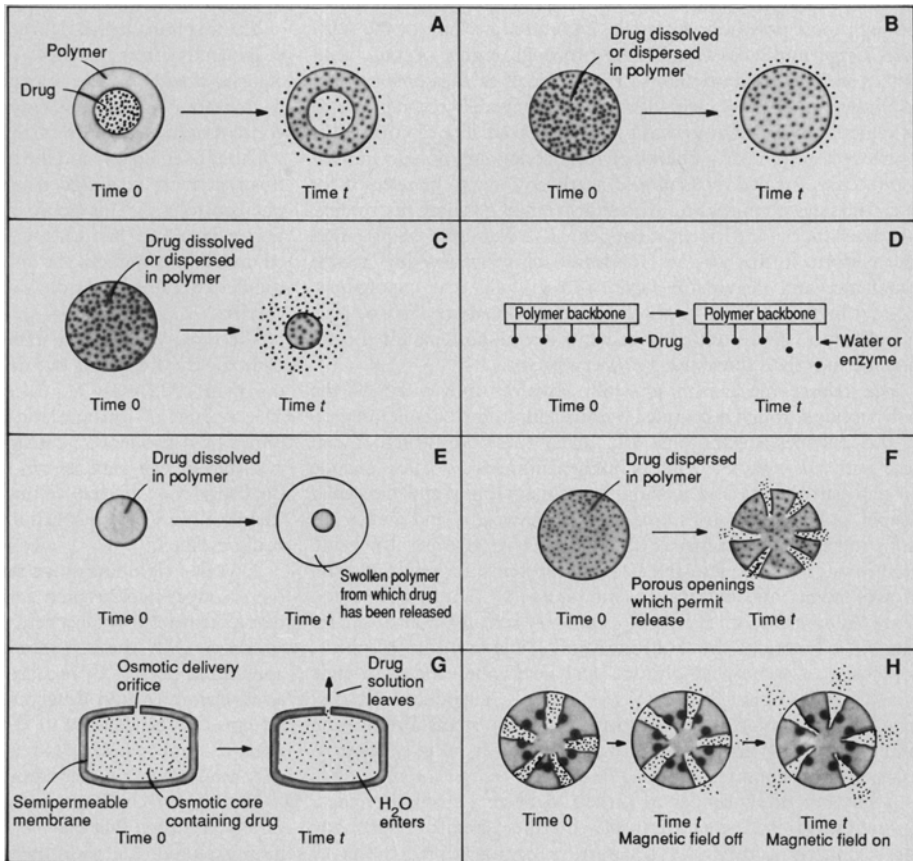 A
Polymer
Drug
Time 0
Time t
B
Drug dissolved
or dispersed
in polymer
Time 0
Time t
C
Drug dissolved
or dispersed
in polymer
Time 0
Time t
D
Polymer backbone
Polymer backbone
Drug
Water or
enzyme
Time 0
Time t
E
Drug dissolved
in polymer
Swollen polymer
from which drug
has been released
Time 0
Time t
F
Drug dispersed
in polymer
Porous openings
which permit
release
Time 0
Time t
G
Osmotic delivery
orifice
Drug
solution
leaves
Semipermeable
membrane
Osmotic core
containing drug
H2O
enters
Time 0
Time t
H
Time 0
Time t
Magnetic field off
Time t
Magnetic field on